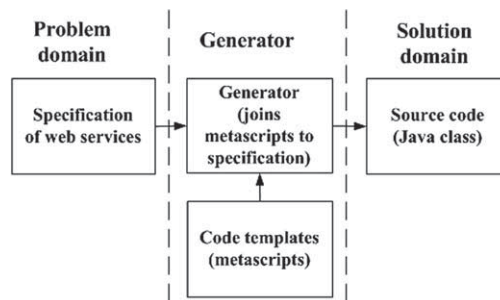 Problem
domain
Generator
Solution
domain
Specification
of web services
Generator
(joins
metascripts to
specification)
Source code
(Java class)
Code templates
(metascripts)